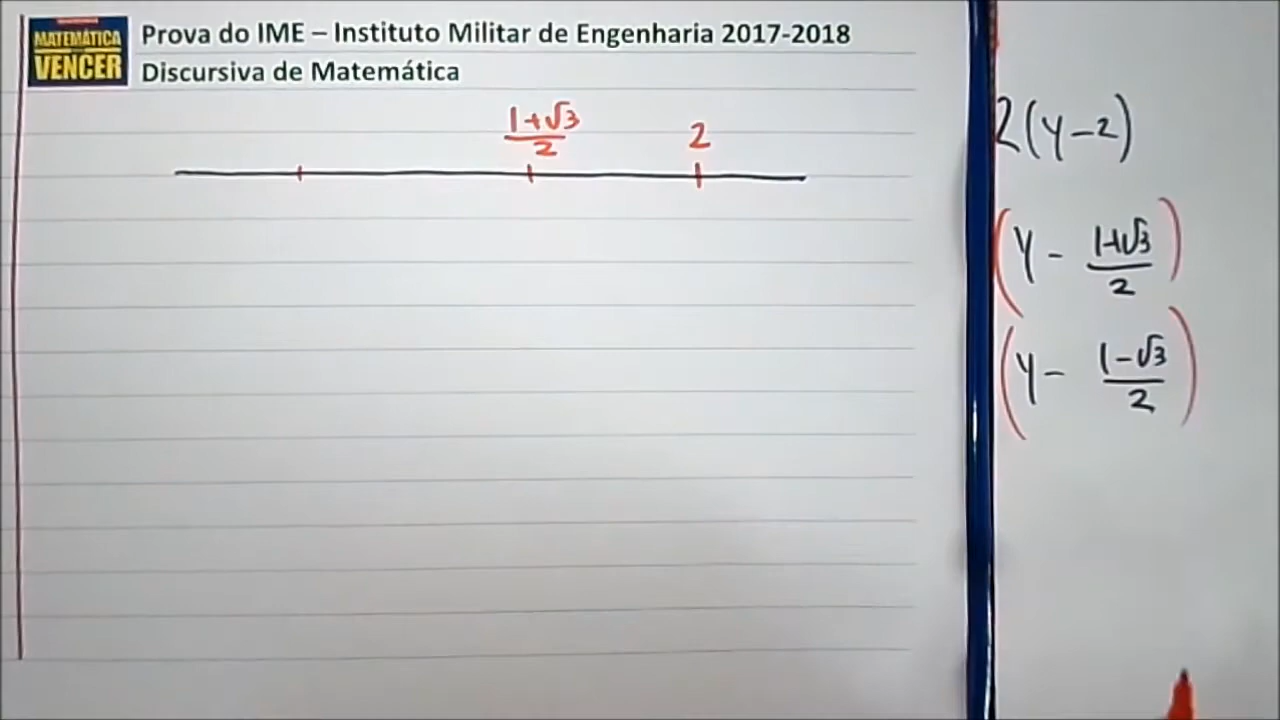 MATEMÁTICA
VENCER
Prova do IME – Instituto Militar de Engenharia 2017-2018
Discursiva de Matemática
(1+√3)/2
2
2(y-2)
(y - (1+√3)/2)
(y - (1-√3)/2)